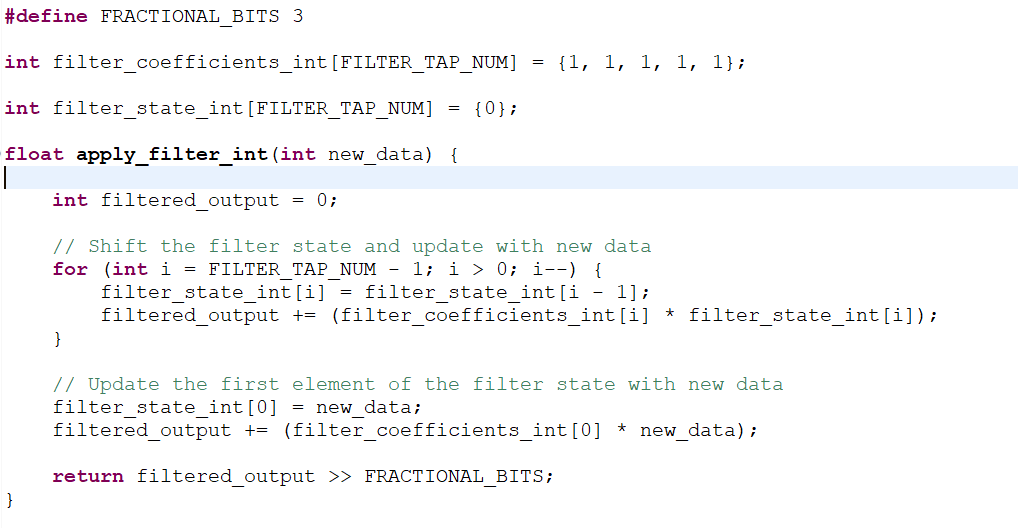 #define FRACTIONAL_BITS 3
int filter_coefficients_int[FILTER_TAP_NUM] = {1, 1, 1, 1, 1};
int filter_state_int[FILTER_TAP_NUM] = {0};
float apply_filter_int(int new_data) {
    int filtered_output = 0;
    // Shift the filter state and update with new data
    for (int i = FILTER_TAP_NUM - 1; i > 0; i--) {
        filter_state_int[i] = filter_state_int[i - 1];
        filtered_output += (filter_coefficients_int[i] * filter_state_int[i]);
    }
    // Update the first element of the filter state with new data
    filter_state_int[0] = new_data;
    filtered_output += (filter_coefficients_int[0] * new_data);
    return filtered_output >> FRACTIONAL_BITS;
}